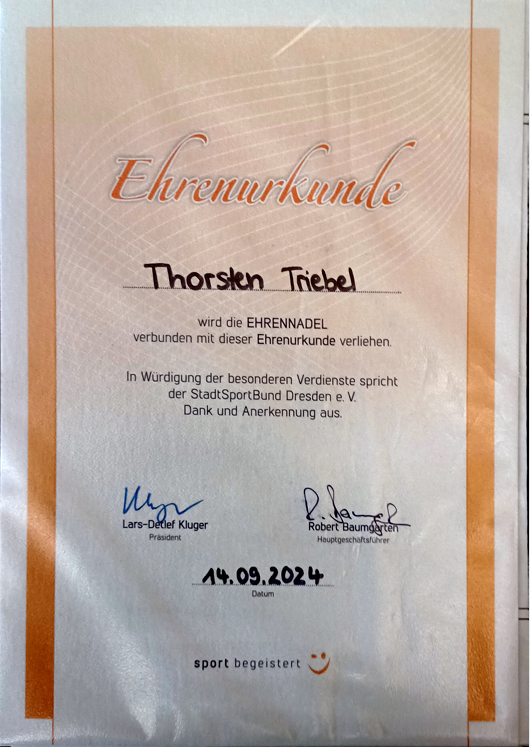 Ehrenurkunde
Thorsten Triebel
wird die EHRENNADEL
verbunden mit dieser Ehrenurkunde verliehen.
In Würdigung der besonderen Verdienste spricht
der StadtSportBund Dresden e. V.
Dank und Anerkennung aus.
Lars-Detlef Kluger
Präsident
R. Baumgarten
Robert Baumgarten
Hauptgeschäftsführer
14.09.2024
Datum
sport begeistert